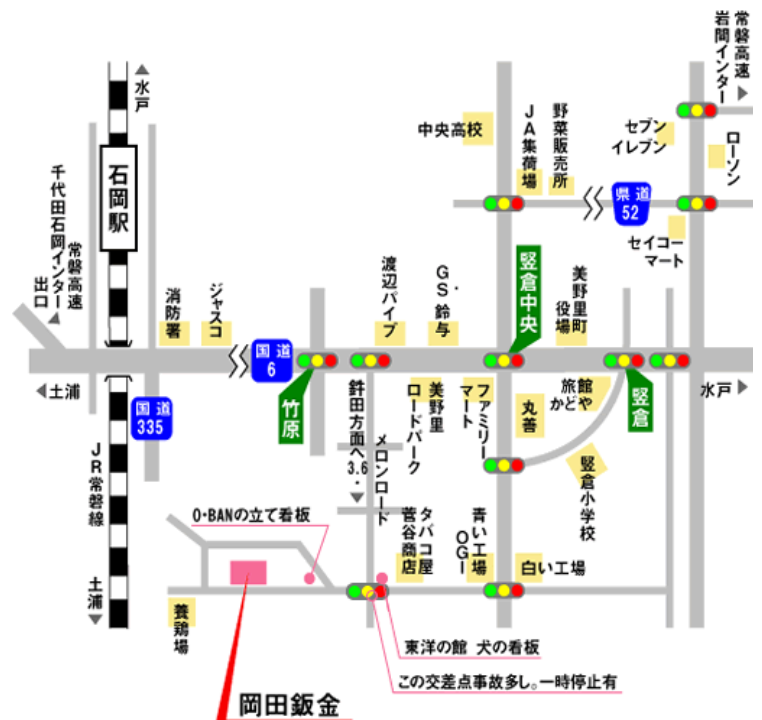 水戸
石岡駅
千代田石岡インター
常磐高速
出口
消防署
ジャスコ
国道
6
国道
335
土浦
JR常磐線
土浦
竹原
渡辺パイプ
GS.鈴与
竪倉中央
美野里町
役場
中央高校
JA集荷場
野菜販売所
県道
52
セブン
イレブン
ローソン
常磐高速
岩間インター
セイコー
マート
水戸
竪倉
旅館
かどや
丸善
ファミリー
マート
美野里
ロードパーク
鉾田方面へ3.6.
メロンロード
竪倉小学校
タバコ屋
菅谷商店
青い工場
OGI
白い工場
O・BANの立て看板
養鶏場
東洋の館 犬の看板
この交差点事故多し。一時停止有
岡田鈑金